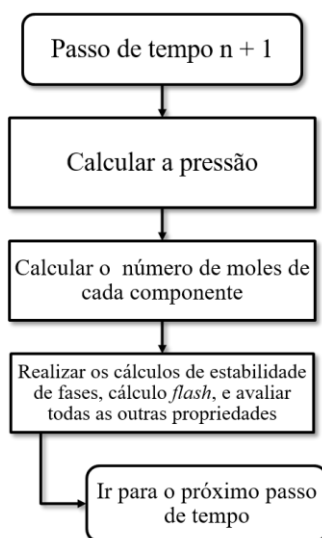 Passo de tempo n + 1
Calcular a pressão
Calcular o número de moles de
cada componente
Realizar os cálculos de estabilidade
de fases, cálculo flash, e avaliar
todas as outras propriedades
Ir para o próximo passo
de tempo